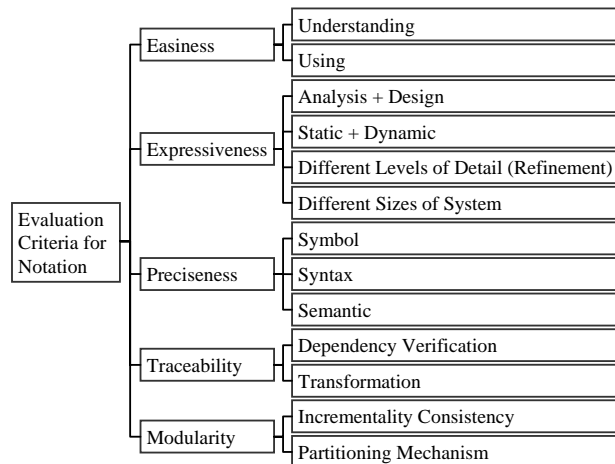 Understanding
Easiness
Using
Analysis + Design
Static + Dynamic
Expressiveness
Different Levels of Detail (Refinement)
Different Sizes of System
Evaluation
Criteria for
Notation
Symbol
Preciseness
Syntax
Semantic
Dependency Verification
Traceability
Transformation
Incrementality Consistency
Modularity
Partitioning Mechanism